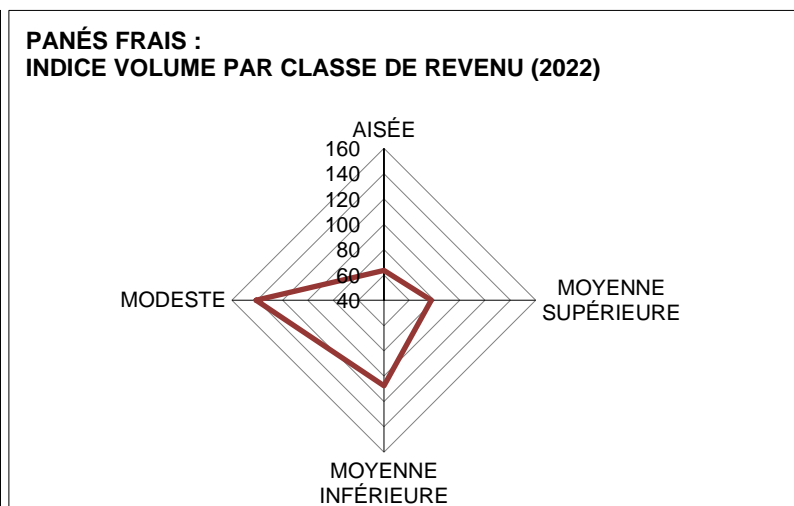 PANÉS FRAIS :
INDICE VOLUME PAR CLASSE DE REVENU (2022)
AISÉE
160
140
120
100
80
60
40
MODESTE
MOYENNE
SUPÉRIEURE
MOYENNE
INFÉRIEURE